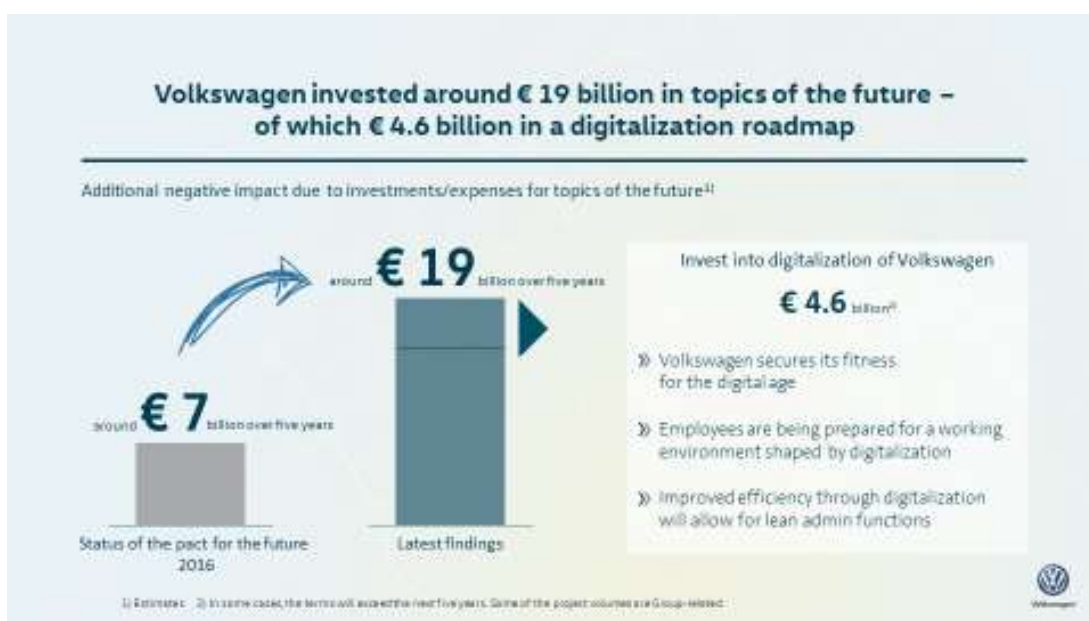 Volkswagen invested around € 19 billion in topics of the future –
of which € 4.6 billion in a digitalization roadmap
Additional negative impact due to investments/expenses for topics of the future1)
around € 19 billion over five years
around € 7 billion over five years
Status of the pact for the future
2016
Latest findings
Invest into digitalization of Volkswagen
€ 4.6 billion2)
» Volkswagen secures its fitness
for the digital age
» Employees are being prepared for a working
environment shaped by digitalization
» Improved efficiency through digitalization
will allow for lean admin functions
1) Estimates 2) In some cases, the terms will exceed the next five years. Some of the project volumes are Group-related.
Volkswagen